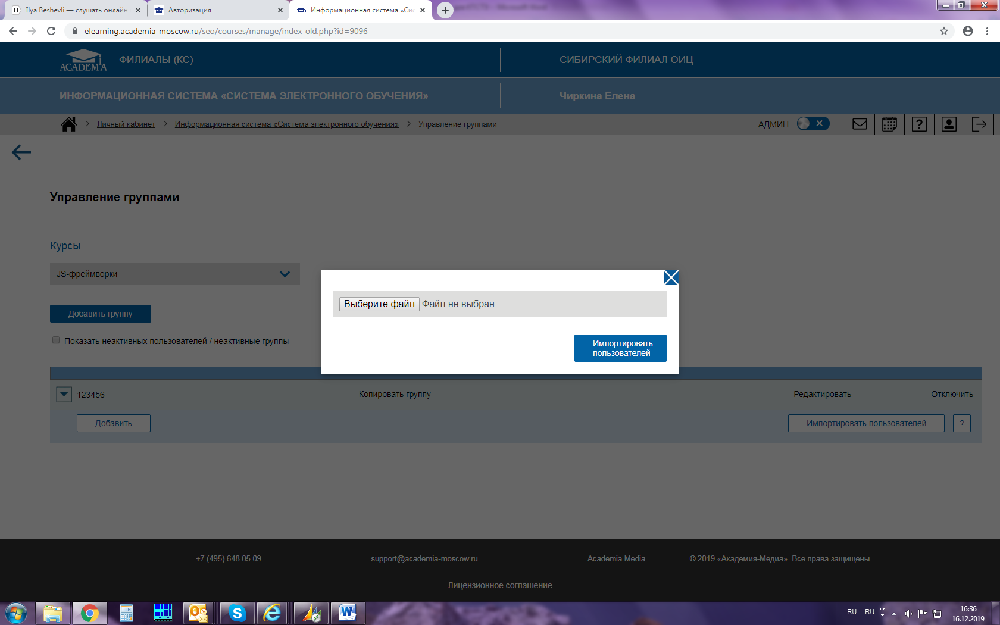 Ilya Beshevli — слушать онлайн
Авторизация
Информационная система «Сис
elearning.academia-moscow.ru/seo/courses/manage/index_old.php?id=9096
ACADEMIA
ФИЛИАЛЫ (КС)
СИБИРСКИЙ ФИЛИАЛ ОИЦ
ИНФОРМАЦИОННАЯ СИСТЕМА «СИСТЕМА ЭЛЕКТРОННОГО ОБУЧЕНИЯ»
Чиркина Елена
Личный кабинет > Информационная система «Система электронного обучения» > Управление группами
АДМИН
Управление группами
Курсы
JS-фреймворки
Выберите файл Файл не выбран
Добавить группу
Показать неактивных пользователей / неактивные группы
Импортировать
пользователей
123456
Копировать группу
Редактировать
Отключить
Добавить
Импортировать пользователей
?
+7 (495) 648 05 09
support@academia-moscow.ru
Academia Media
© 2019 «Академия-Медиа». Все права защищены
Лицензионное соглашение
RU RU
16:36
16.12.2019